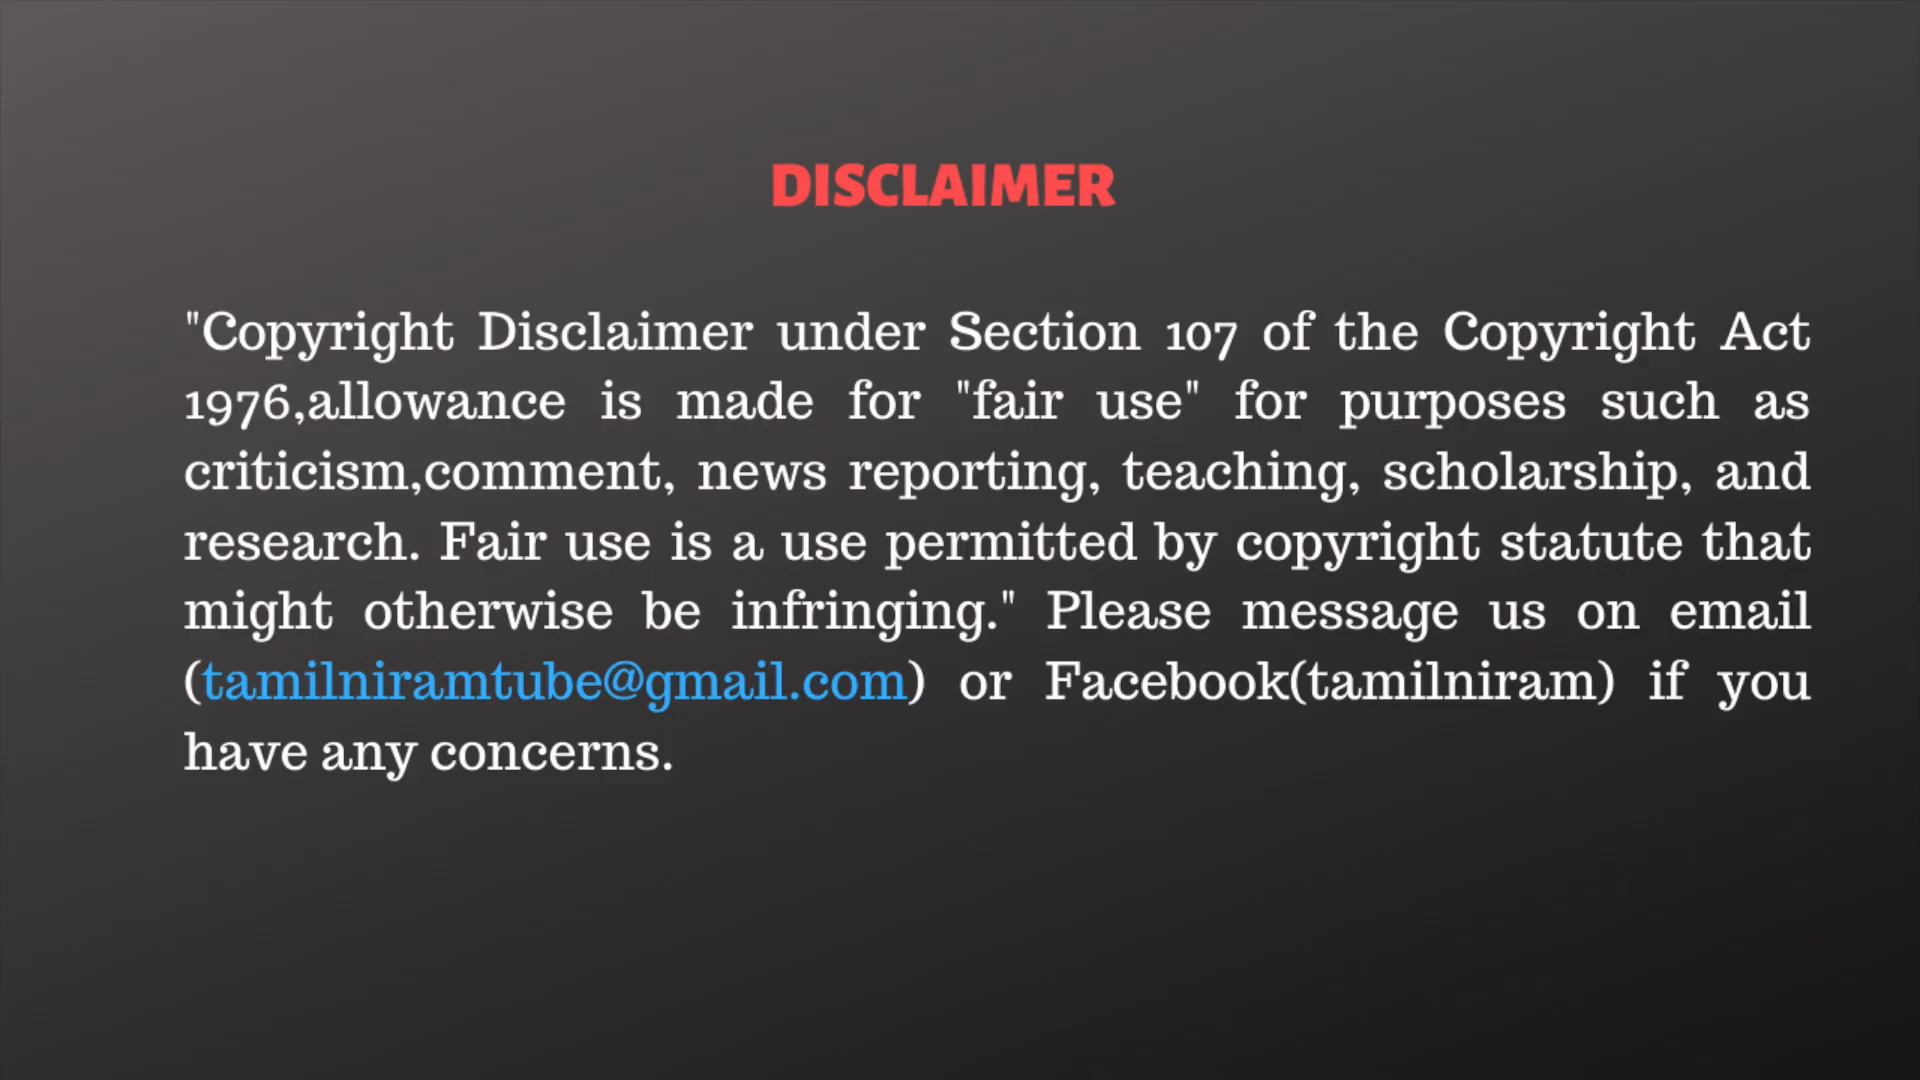 DISCLAIMER
"Copyright Disclaimer under Section 107 of the Copyright Act
1976,allowance is made for "fair use" for purposes such as
criticism,comment, news reporting, teaching, scholarship, and
research. Fair use is a use permitted by copyright statute that
might otherwise be infringing." Please message us on email
(tamilniramtube@gmail.com) or Facebook(tamilniram) if you
have any concerns.